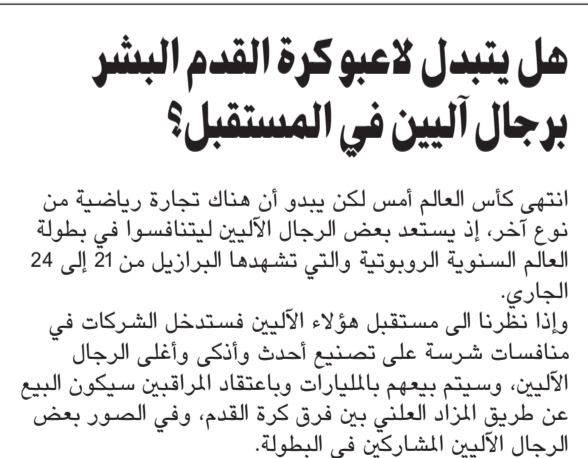 هل يتبدل لاعبو كرة القدم البشر
برجال آليين في المستقبل؟
انتهى كأس العالم أمس لكن يبدو أن هناك تجارة رياضية من
نوع آخر، إذ يستعد بعض الرجال الآليين ليتنافسوا في بطولة
العالم السنوية الروبوتية والتي تشهدها البرازيل من 21 إلى 24
الجاري.
وإذا نظرنا الى مستقبل هؤلاء الآليين فستدخل الشركات في
منافسات شرسة على تصنيع أحدث وأذكى وأغلى الرجال
الآليين، وسيتم بيعهم بالمليارات وباعتقاد المراقبين سيكون البيع
عن طريق المزاد العلني بين فرق كرة القدم، وفي الصور بعض
الرجال الآليين المشاركين في البطولة.